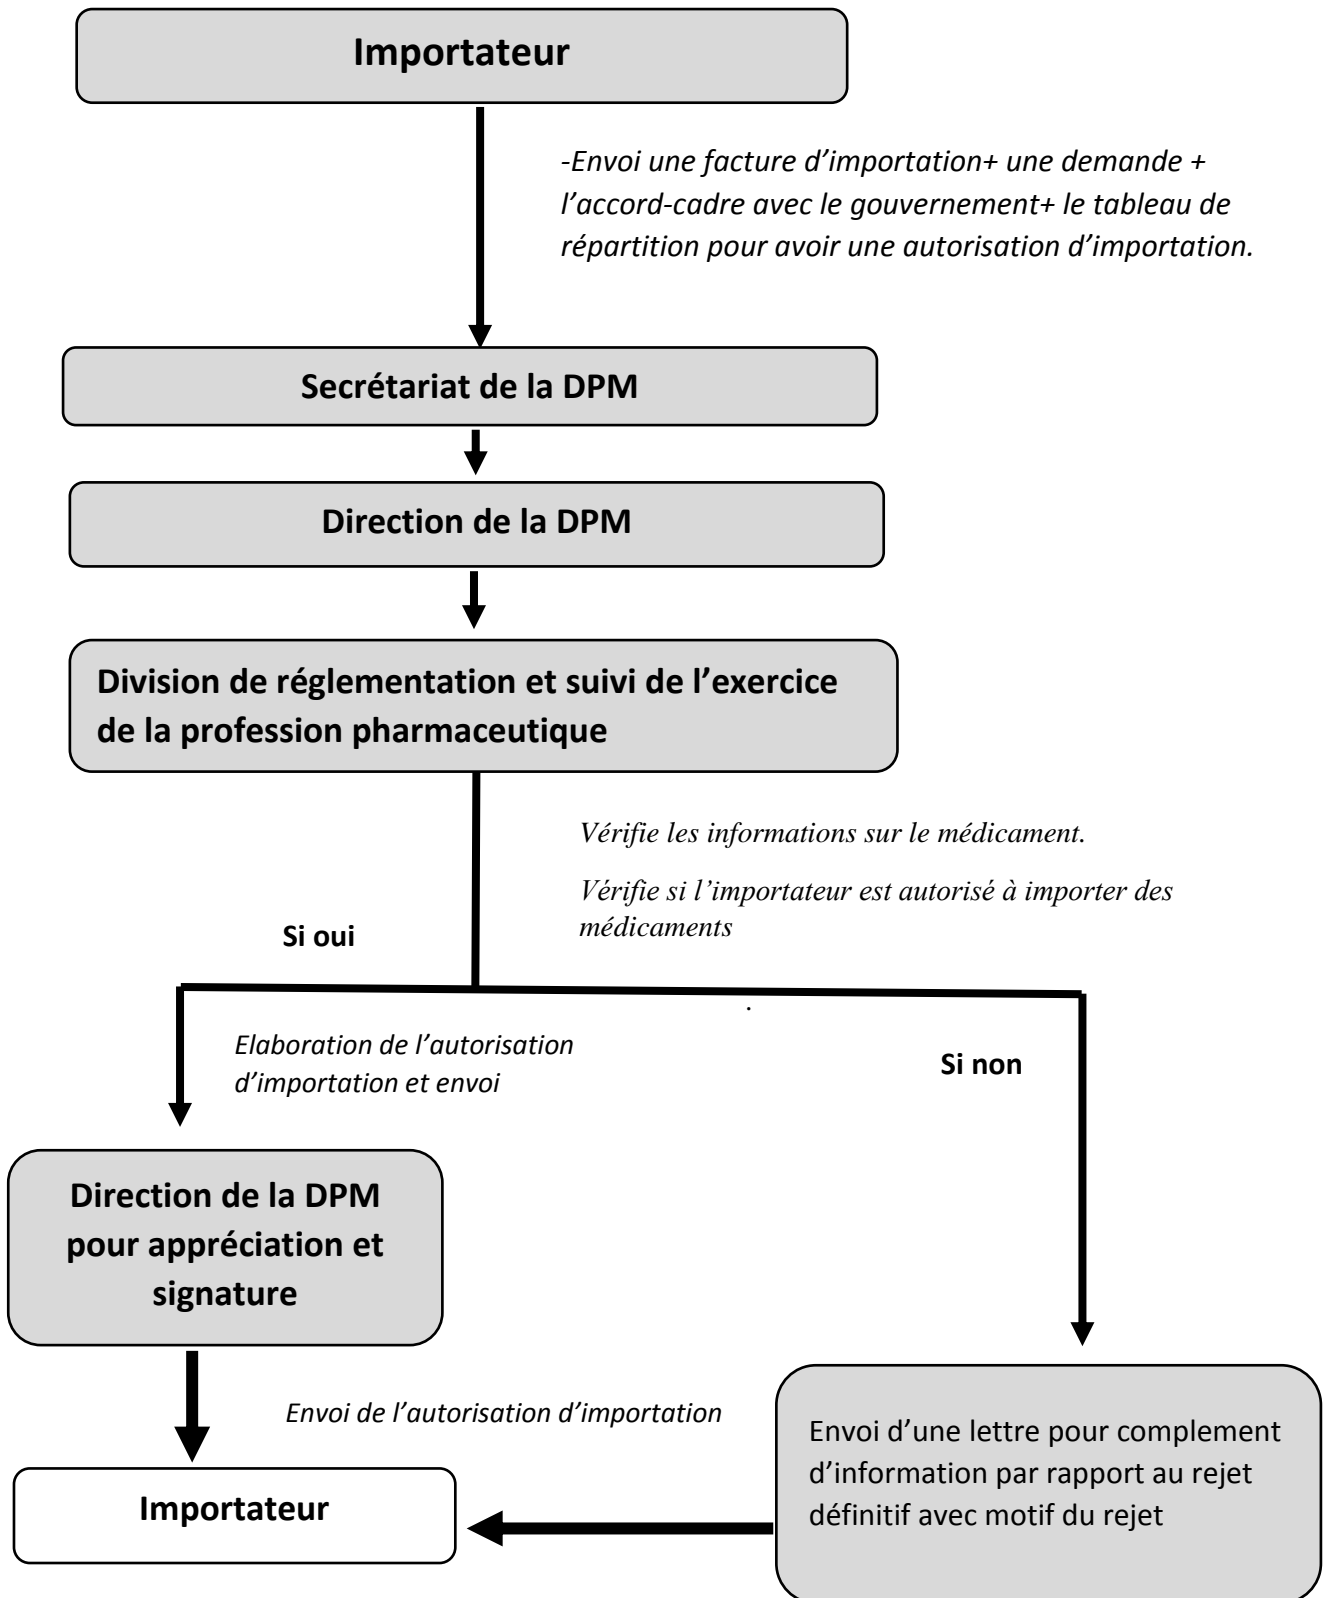 Importateur
-Envoi une facture d’importation+ une demande +
l’accord-cadre avec le gouvernement+ le tableau de
répartition pour avoir une autorisation d’importation.
Secrétariat de la DPM
Direction de la DPM
Division de réglementation et suivi de l’exercice
de la profession pharmaceutique
Vérifie les informations sur le médicament.
Vérifie si l’importateur est autorisé à importer des
médicaments
Si oui
.
Elaboration de l’autorisation
d’importation et envoi
Si non
Direction de la DPM
pour appréciation et
signature
Envoi de l’autorisation d’importation
Envoi d’une lettre pour complement
d’information par rapport au rejet
définitif avec motif du rejet
Importateur